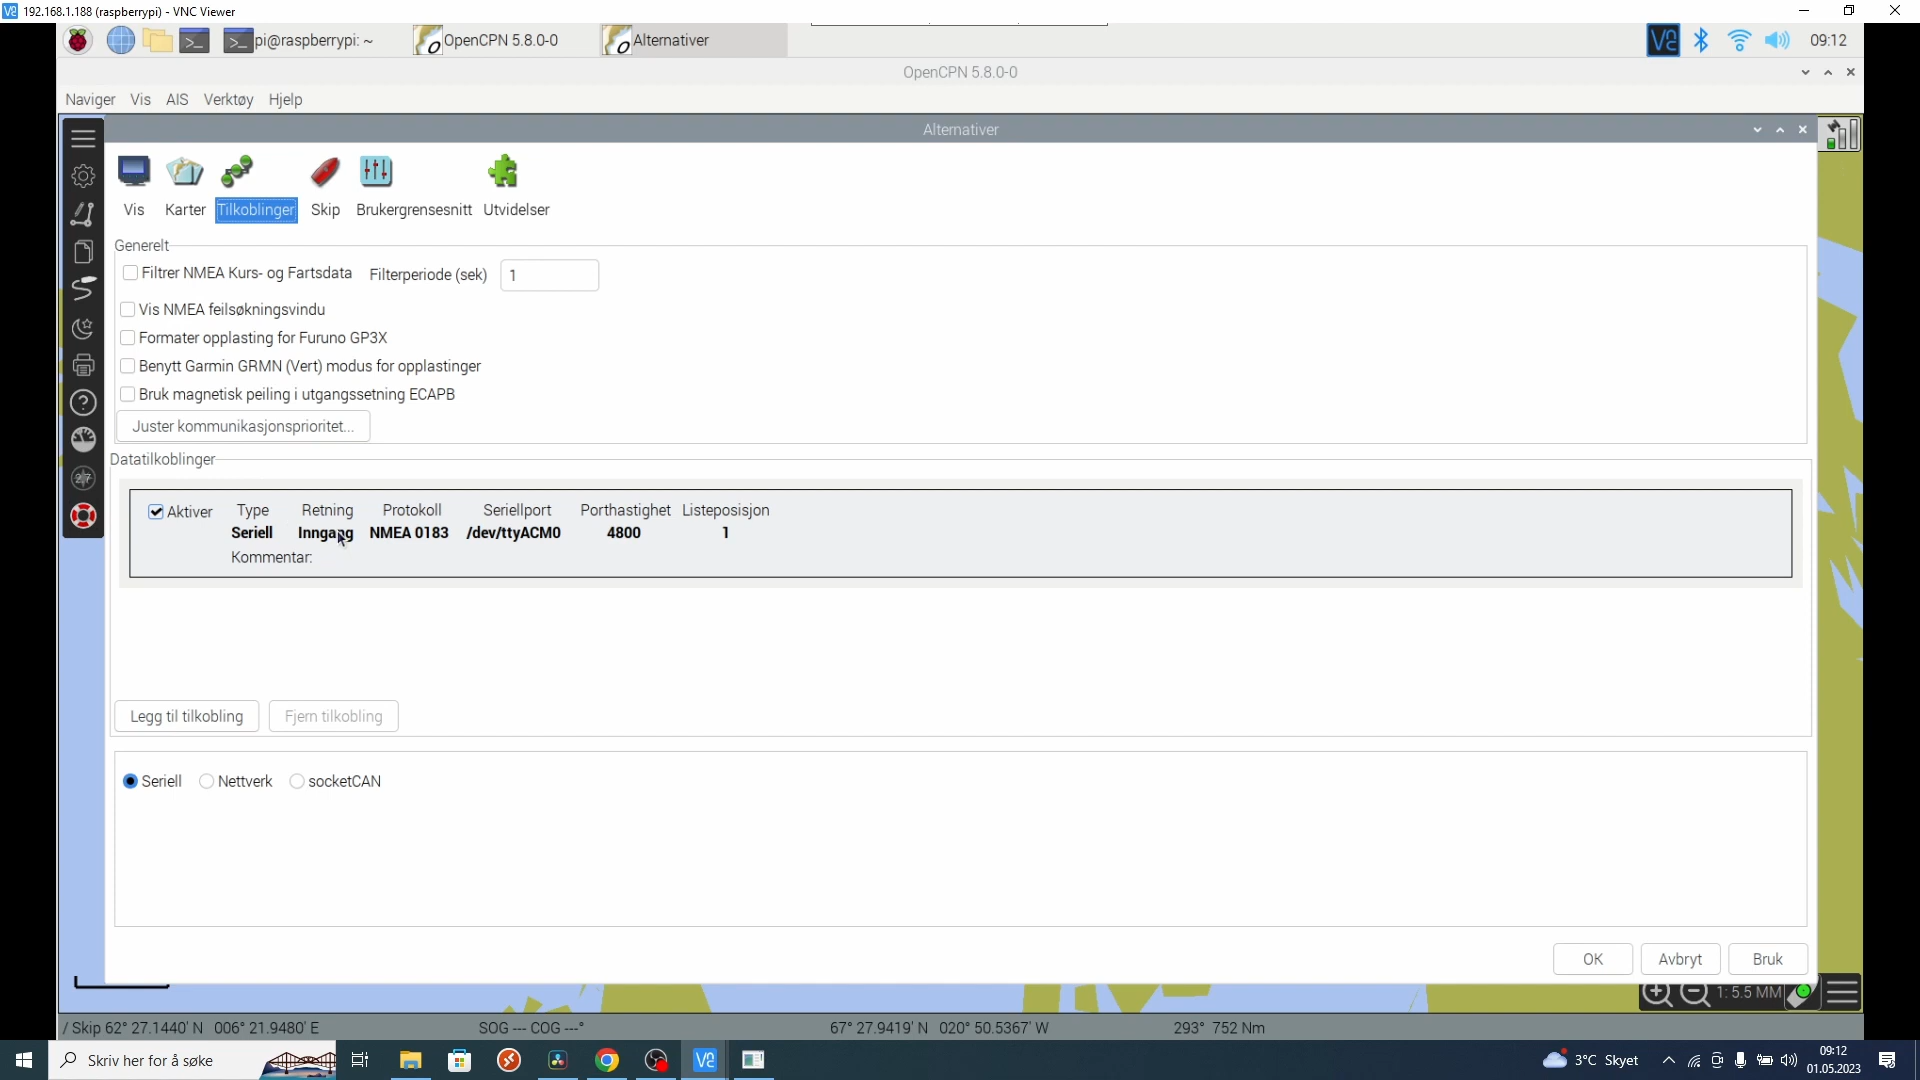 192.168.1.188 (raspberrypi) - VNC Viewer
pi@raspberrypi: ~
OpenCPN 5.8.0-0
Alternativer
09:12
OpenCPN 5.8.0-0
Naviger Vis AIS Verktøy Hjelp
Alternativer
Vis Karter Tilkoblinger Skip Brukergrensesnitt Utvidelser
Generelt
Filtrer NMEA Kurs- og Fartsdata Filterperiode (sek) 1
Vis NMEA feilsøkningsvindu
Formater opplasting for Furuno GP3X
Benytt Garmin GRMN (Vert) modus for opplastinger
Bruk magnetisk peiling i utgangssetning ECAPB
Juster kommunikasjonsprioritet...
Datatilkoblinger
Aktiver Type Retning Protokoll Seriellport Porthastighet Listeposisjon
Seriell Inngang NMEA 0183 /dev/ttyACM0 4800 1
Kommentar:
Legg til tilkobling Fjern tilkobling
Seriell Nettverk socketCAN
OK Avbryt Bruk
1: 5.5 MM
/ Skip 62° 27.1440' N 006° 21.9480' E SOG --- COG ---° 67° 27.9419' N 020° 50.5367' W 293° 752 Nm
Skriv her for å søke
3°C Skyet
09:12
01.05.2023